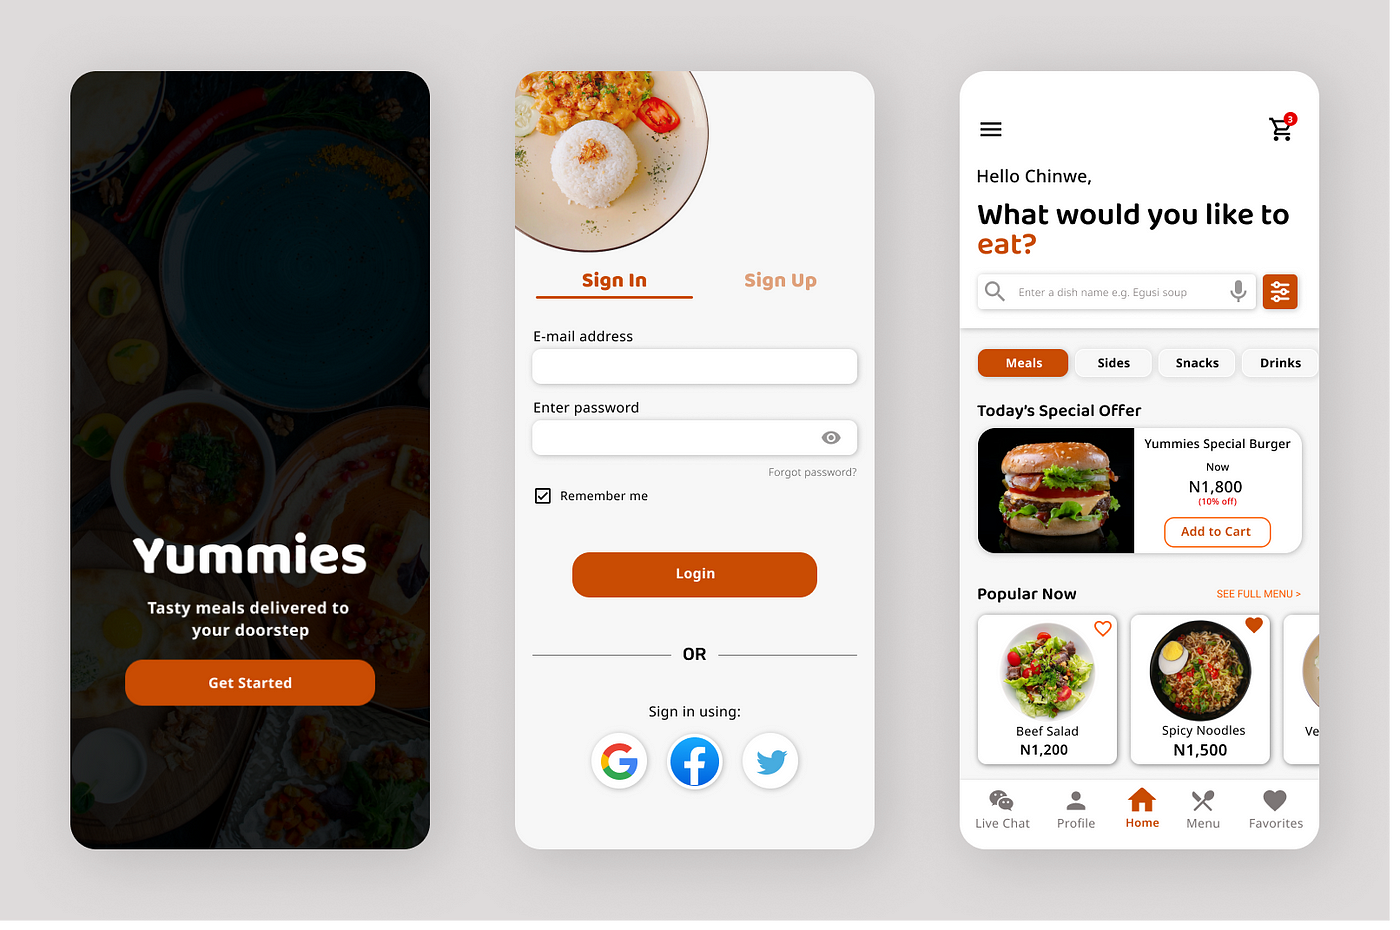 Yummies
Tasty meals delivered to
your doorstep
Get Started
Sign In
Sign Up
E-mail address
Enter password
Forgot password?
Remember me
Login
OR
Sign in using:
3
Hello Chinwe,
What would you like to
eat?
Enter a dish name e.g. Egusi soup
Meals
Sides
Snacks
Drinks
Today's Special Offer
Yummies Special Burger
Now
N1,800
(10% off)
Add to Cart
Popular Now
SEE FULL MENU >
Beef Salad
N1,200
Spicy Noodles
N1,500
Ve
Live Chat
Profile
Home
Menu
Favorites